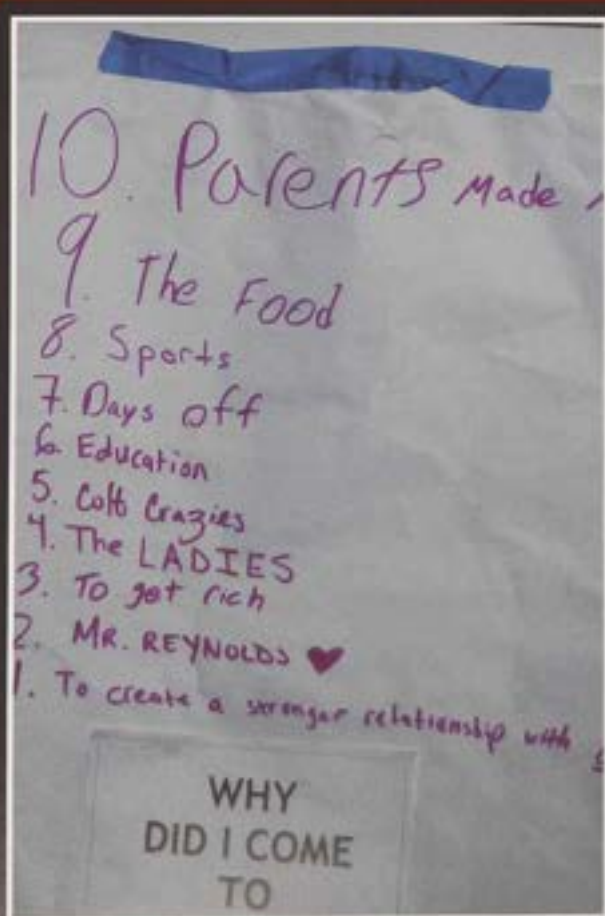 10. Parents Made
9. The Food
8. Sports
7. Days off
6. Education
5. Colt Crazies
4. The LADIES
3. To get rich
2. MR. REYNOLDS ♥
1. To create a stronger relationship with
WHY
DID I COME
TO